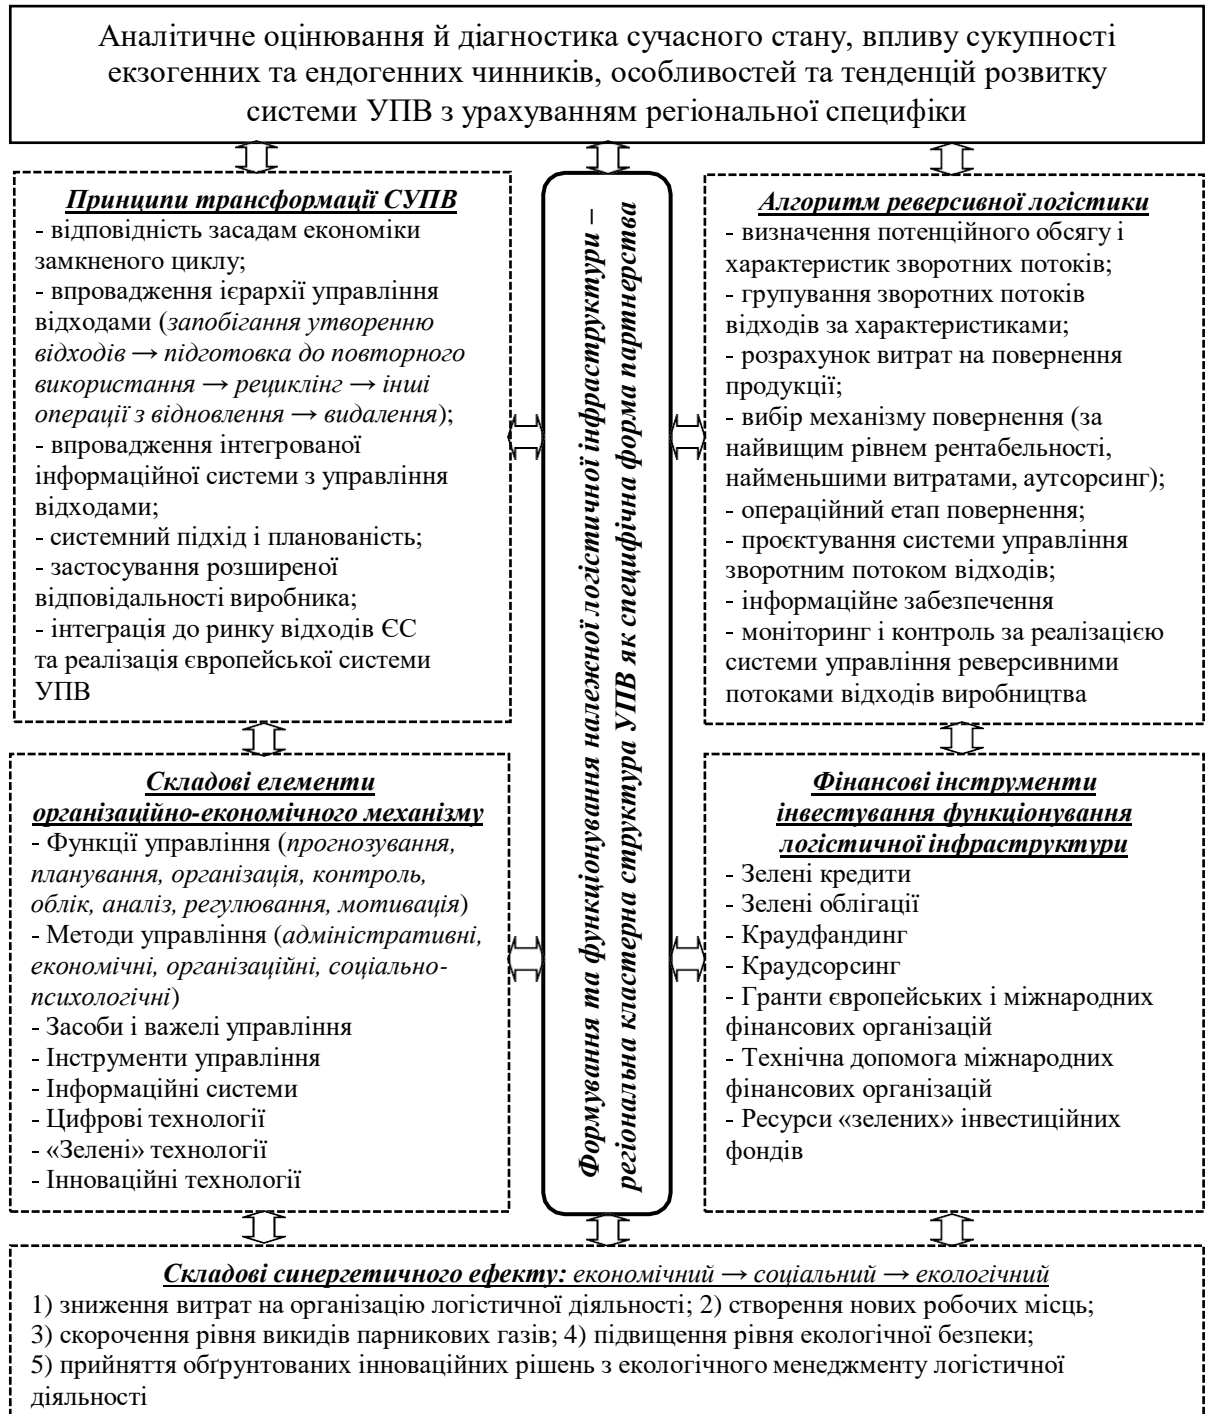 Аналітичне оцінювання й діагностика сучасного стану, впливу сукупності
екзогенних та ендогенних чинників, особливостей та тенденцій розвитку
системи УПВ з урахуванням регіональної специфіки
Принципи трансформації СУПВ
- відповідність засадам економіки
замкненого циклу;
- впровадження ієрархії управління
відходами (запобігання утворенню
відходів → підготовка до повторного
використання → рециклінг → інші
операції з відновлення → видалення);
- впровадження інтегрованої
інформаційної системи з управління
відходами;
- системний підхід і планованість;
- застосування розширеної
відповідальності виробника;
- інтеграція до ринку відходів ЄС
та реалізація європейської системи
УПВ
Формування та функціонування належної логістичної інфраструктури –
регіональна кластерна структура УПВ як специфічна форма партнерства
Алгоритм реверсивної логістики
- визначення потенційного обсягу і
характеристик зворотних потоків;
- групування зворотних потоків
відходів за характеристиками;
- розрахунок витрат на повернення
продукції;
- вибір механізму повернення (за
найвищим рівнем рентабельності,
найменшими витратами, аутсорсинг);
- операційний етап повернення;
- проєктування системи управління
зворотним потоком відходів;
- інформаційне забезпечення
- моніторинг і контроль за реалізацією
системи управління реверсивними
потоками відходів виробництва
Складові елементи
організаційно-економічного механізму
- Функції управління (прогнозування,
планування, організація, контроль,
облік, аналіз, регулювання, мотивація)
- Методи управління (адміністративні,
економічні, організаційні, соціально-
психологічні)
- Засоби і важелі управління
- Інструменти управління
- Інформаційні системи
- Цифрові технології
- «Зелені» технології
- Інноваційні технології
Фінансові інструменти
інвестування функціонування
логістичної інфраструктури
- Зелені кредити
- Зелені облігації
- Краудфандинг
- Краудсорсинг
- Гранти європейських і міжнародних
фінансових організацій
- Технічна допомога міжнародних
фінансових організацій
- Ресурси «зелених» інвестиційних
фондів
Складові синергетичного ефекту: економічний → соціальний → екологічний
1) зниження витрат на організацію логістичної діяльності; 2) створення нових робочих місць;
3) скорочення рівня викидів парникових газів; 4) підвищення рівня екологічної безпеки;
5) прийняття обґрунтованих інноваційних рішень з екологічного менеджменту логістичної
діяльності